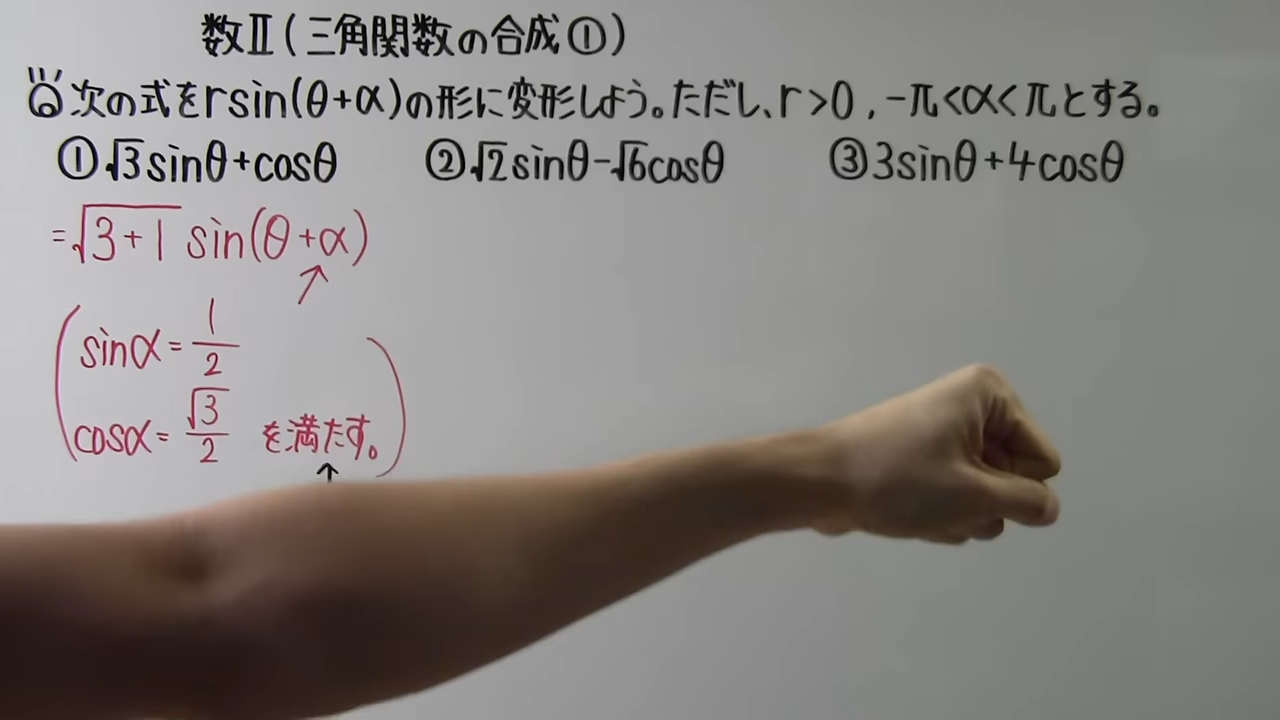 数Ⅱ(三角関数の合成①)
次の式をrsin(θ+α)の形に変形しよう。ただし、r>0,-π<α<πとする。
①√3sinθ+cosθ ②√2sinθ-√6cosθ ③3sinθ+4cosθ
=√3+1 sin(θ+α)
↗
sinα=1/2
cosα=√3/2 を満たす。
↑